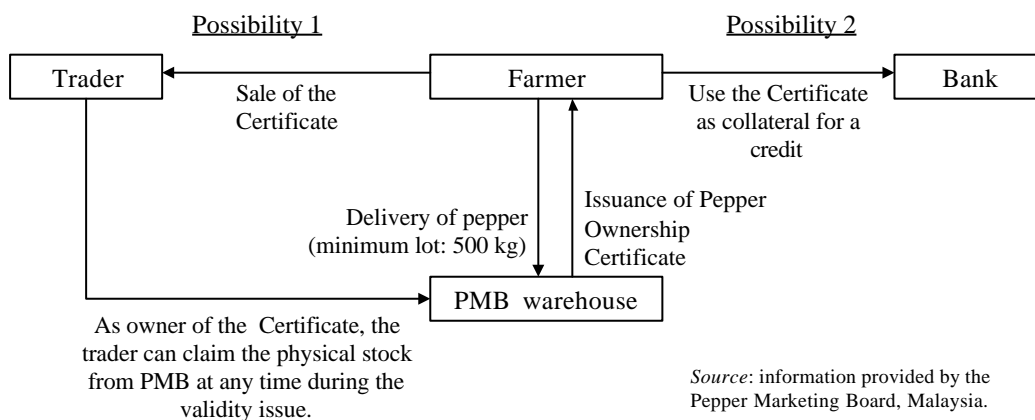 Possibility 1
Possibility 2
Trader
Farmer
Bank
Sale of the
Certificate
Use the Certificate
as collateral for a
credit
Delivery of pepper
(minimum lot: 500 kg)
Issuance of Pepper
Ownership
Certificate
PMB warehouse
As owner of the Certificate, the
trader can claim the physical stock
from PMB at any time during the
validity issue.
Source: information provided by the
Pepper Marketing Board, Malaysia.